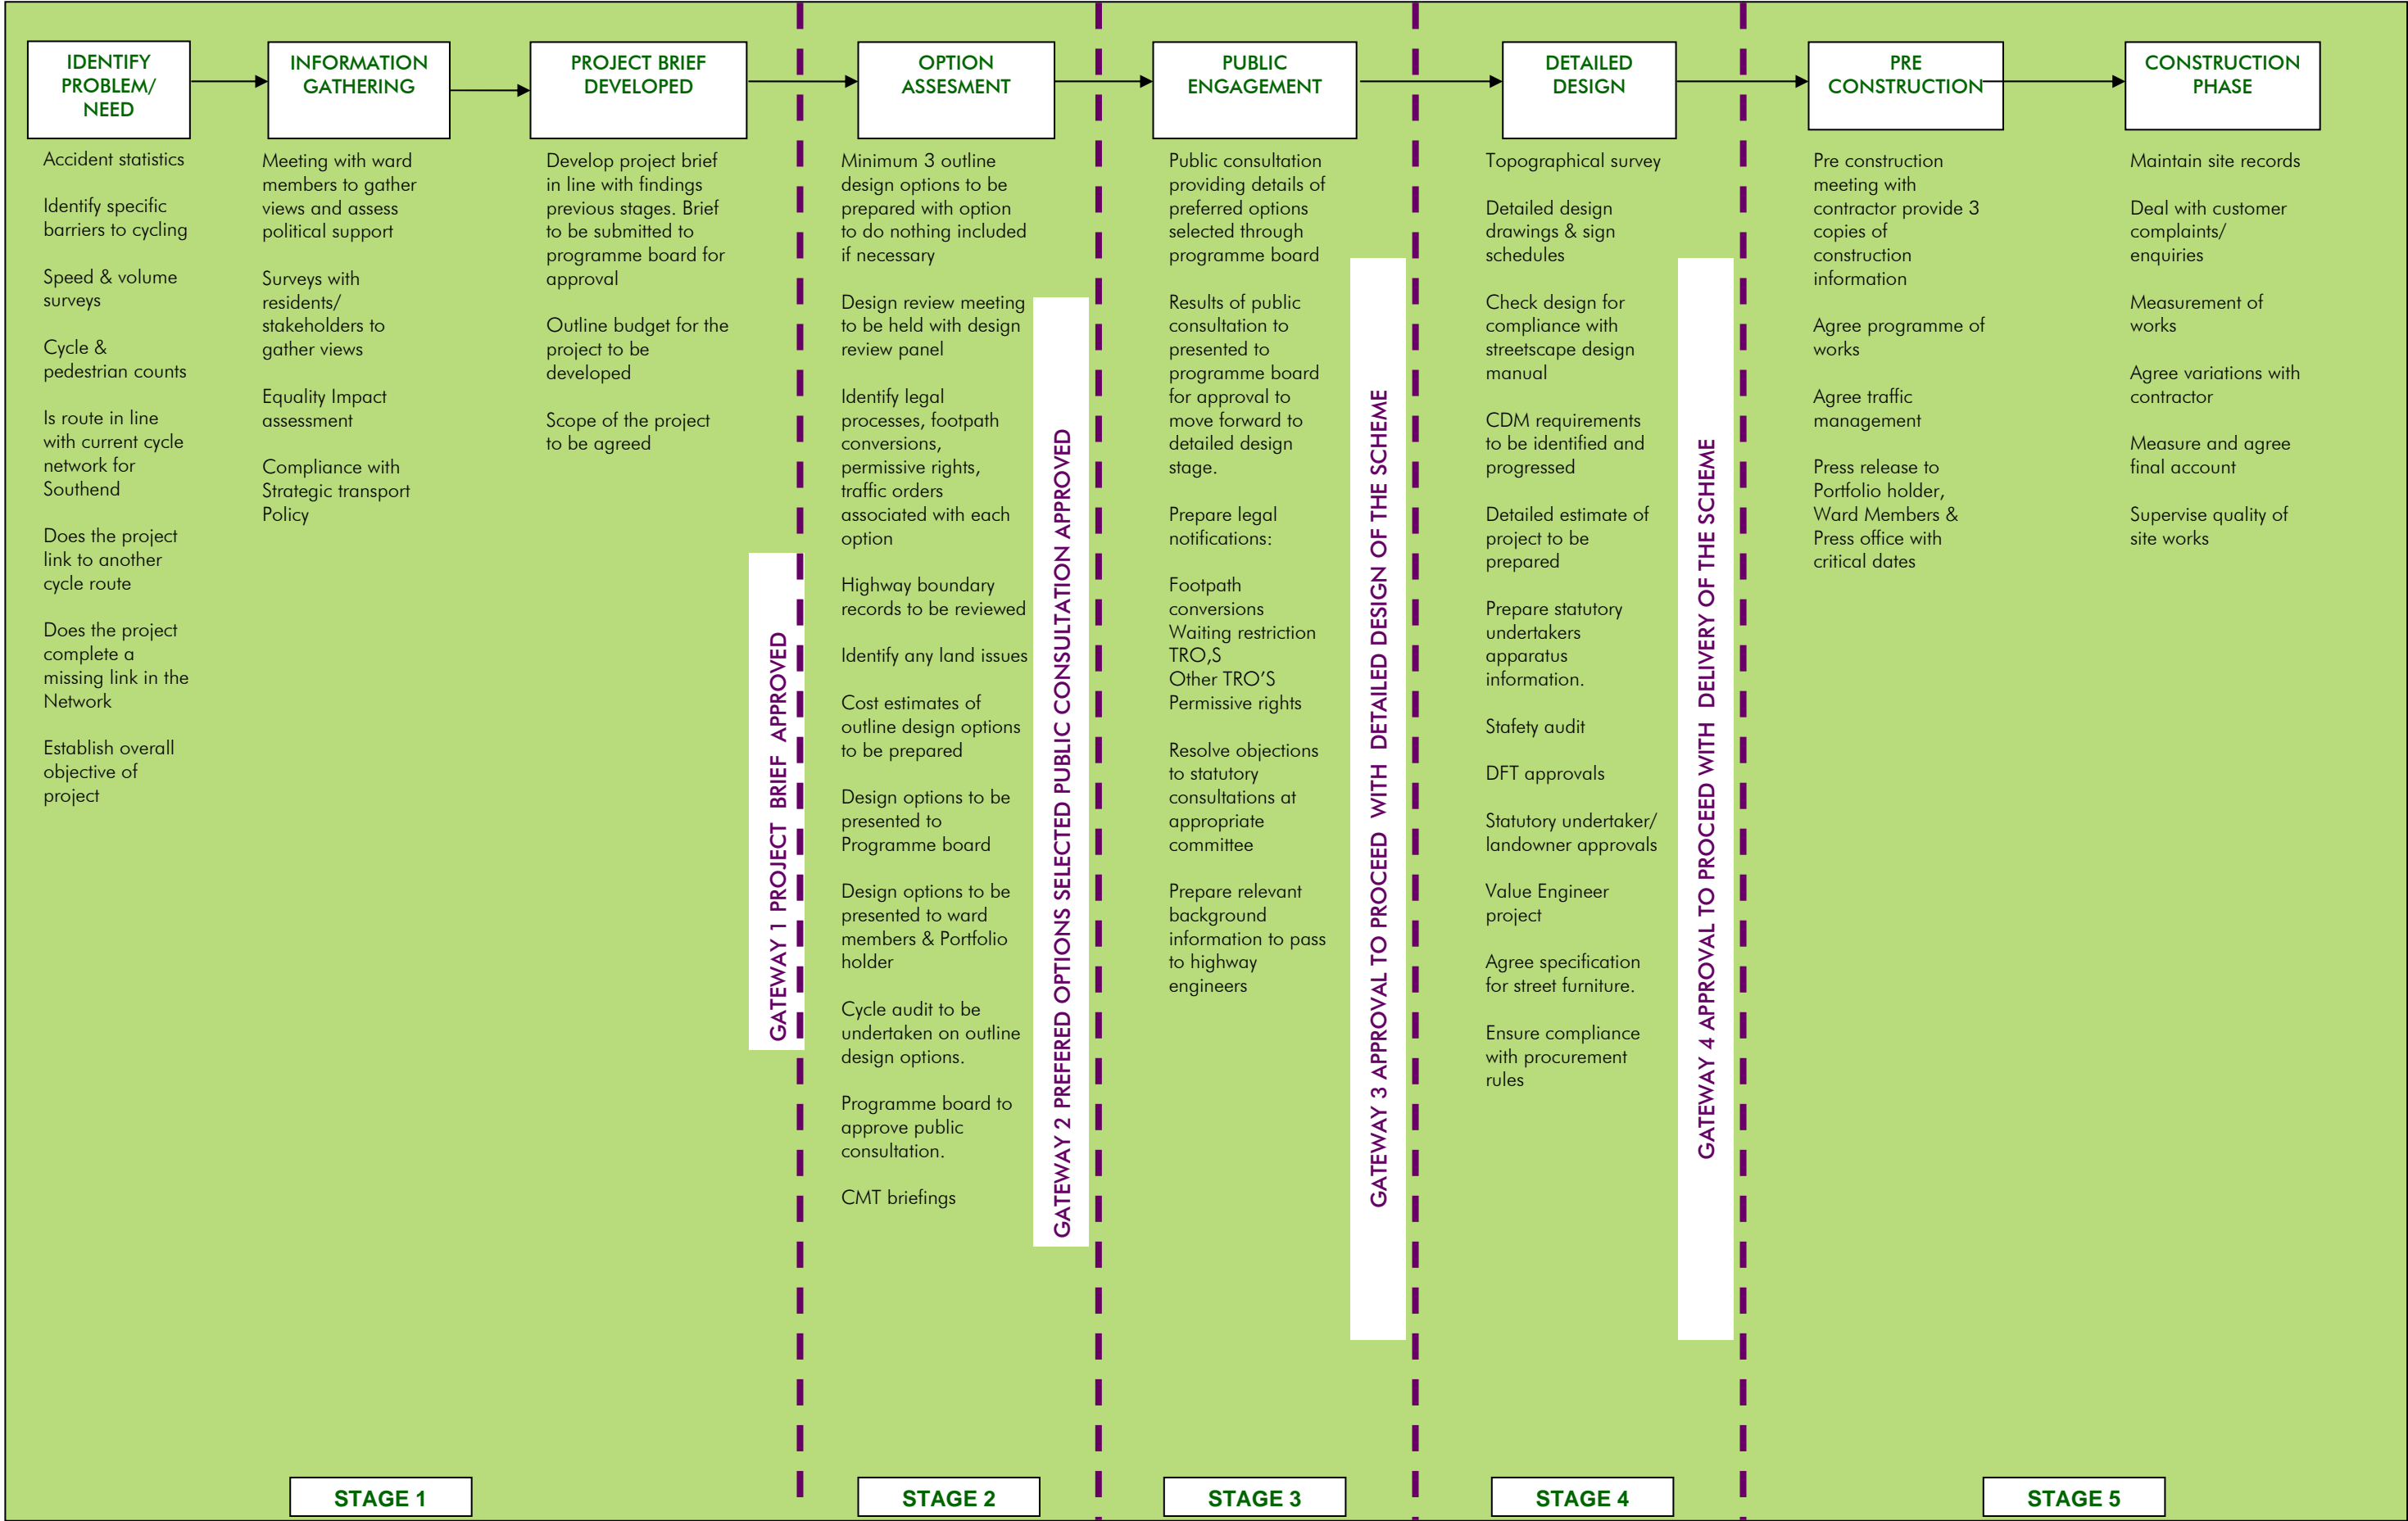 IDENTIFY
PROBLEM/
NEED
Accident statistics
Identify specific
barriers to cycling
Speed & volume
surveys
Cycle &
pedestrian counts
Is route in line
with current cycle
network for
Southend
Does the project
link to another
cycle route
Does the project
complete a
missing link in the
Network
Establish overall
objective of
project
INFORMATION
GATHERING
Meeting with ward
members to gather
views and assess
political support
Surveys with
residents/
stakeholders to
gather views
Equality Impact
assessment
Compliance with
Strategic transport
Policy
PROJECT BRIEF
DEVELOPED
Develop project brief
in line with findings
previous stages. Brief
to be submitted to
programme board for
approval
Outline budget for the
project to be
developed
Scope of the project
to be agreed
GATEWAY 1 PROJECT BRIEF APPROVED
STAGE 1
OPTION
ASSESMENT
Minimum 3 outline
design options to be
prepared with option
to do nothing included
if necessary
Design review meeting
to be held with design
review panel
Identify legal
processes, footpath
conversions,
permissive rights,
traffic orders
associated with each
option
Highway boundary
records to be reviewed
Identify any land issues
Cost estimates of
outline design options
to be prepared
Design options to be
presented to
Programme board
Design options to be
presented to ward
members & Portfolio
holder
Cycle audit to be
undertaken on outline
design options.
Programme board to
approve public
consultation.
CMT briefings
GATEWAY 2 PREFERRED OPTIONS SELECTED PUBLIC CONSULTATION APPROVED
STAGE 2
PUBLIC
ENGAGEMENT
Public consultation
providing details of
preferred options
selected through
programme board
Results of public
consultation to
presented to
programme board
for approval to
move forward to
detailed design
stage.
Prepare legal
notifications:
Footpath
conversions
Waiting restriction
TRO,S
Other TRO’S
Permissive rights
Resolve objections
to statutory
consultations at
appropriate
committee
Prepare relevant
background
information to pass
to highway
engineers
GATEWAY 3 APPROVAL TO PROCEED WITH DETAILED DESIGN OF THE SCHEME
STAGE 3
DETAILED
DESIGN
Topographical survey
Detailed design
drawings & sign
schedules
Check design for
compliance with
streetscape design
manual
CDM requirements
to be identified and
progressed
Detailed estimate of
project to be
prepared
Prepare statutory
undertakers
apparatus
information.
Stafety audit
DFT approvals
Statutory undertaker/
landowner approvals
Value Engineer
project
Agree specification
for street furniture.
Ensure compliance
with procurement
rules
GATEWAY 4 APPROVAL TO PROCEED WITH DELIVERY OF THE SCHEME
STAGE 4
PRE
CONSTRUCTION
Pre construction
meeting with
contractor provide 3
copies of
construction
information
Agree programme of
works
Agree traffic
management
Press release to
Portfolio holder,
Ward Members &
Press office with
critical dates
CONSTRUCTION
PHASE
Maintain site records
Deal with customer
complaints/
enquiries
Measurement of
works
Agree variations with
contractor
Measure and agree
final account
Supervise quality of
site works
STAGE 5